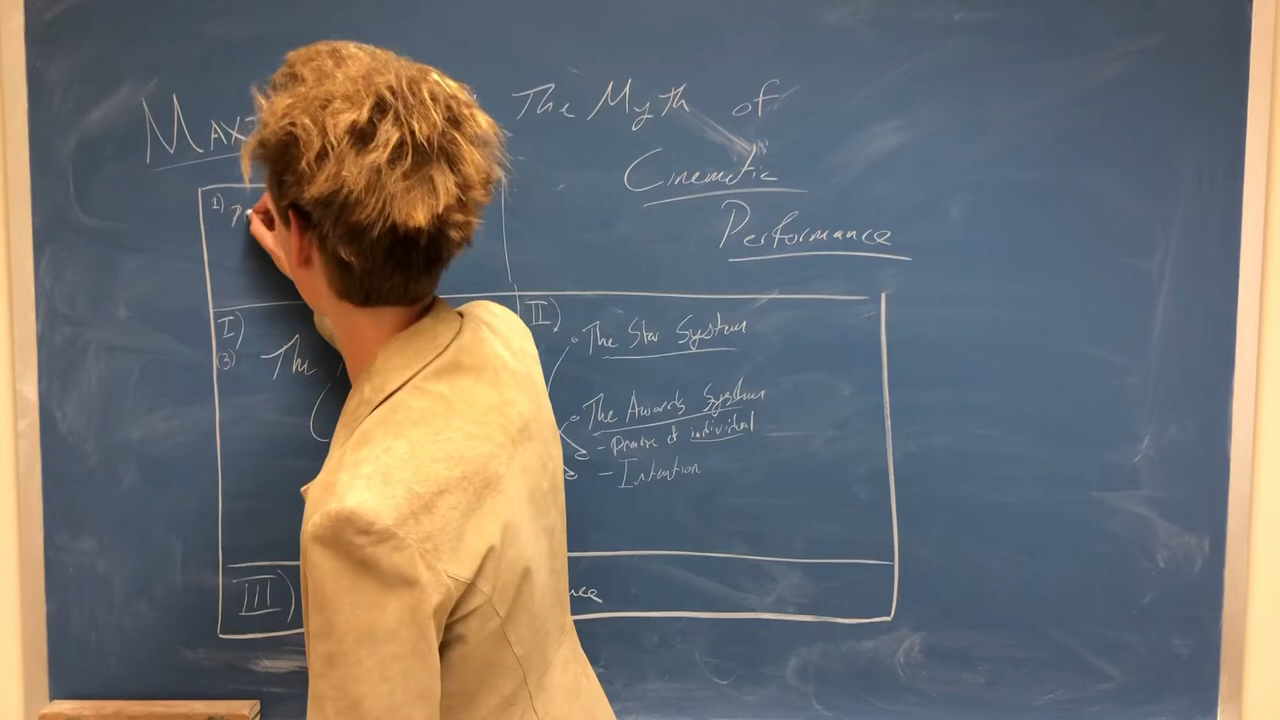 The Myth of
Cinematic
Performance
1)
I)
(3)
The
II)
The Star System
The Awards System
- Praise of individual
- Intention
III)